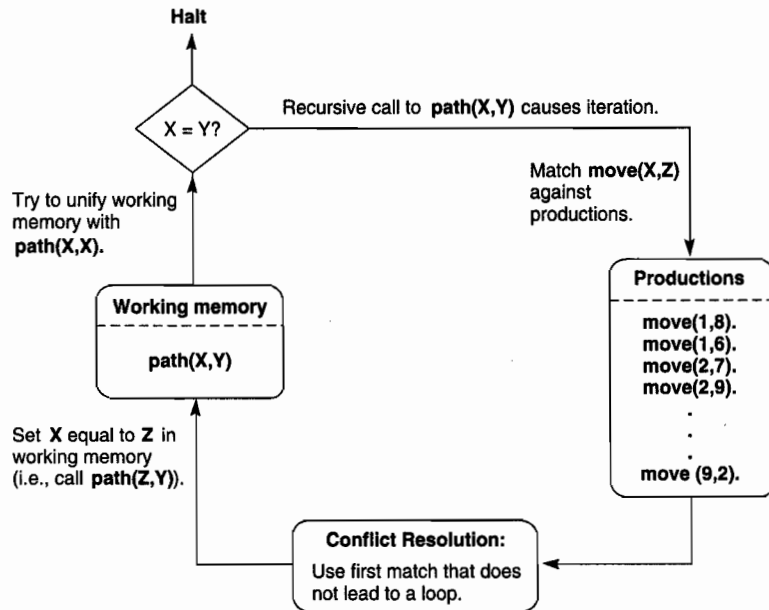 Halt
X = Y?
Recursive call to path(X,Y) causes iteration.
Match move(X,Z)
against
productions.
Try to unify working
memory with
path(X,X).
Working memory
path(X,Y)
Productions
move(1,8).
move(1,6).
move(2,7).
move(2,9).
.
.
.
move (9,2).
Set X equal to Z in
working memory
(i.e., call path(Z,Y)).
Conflict Resolution:
Use first match that does
not lead to a loop.